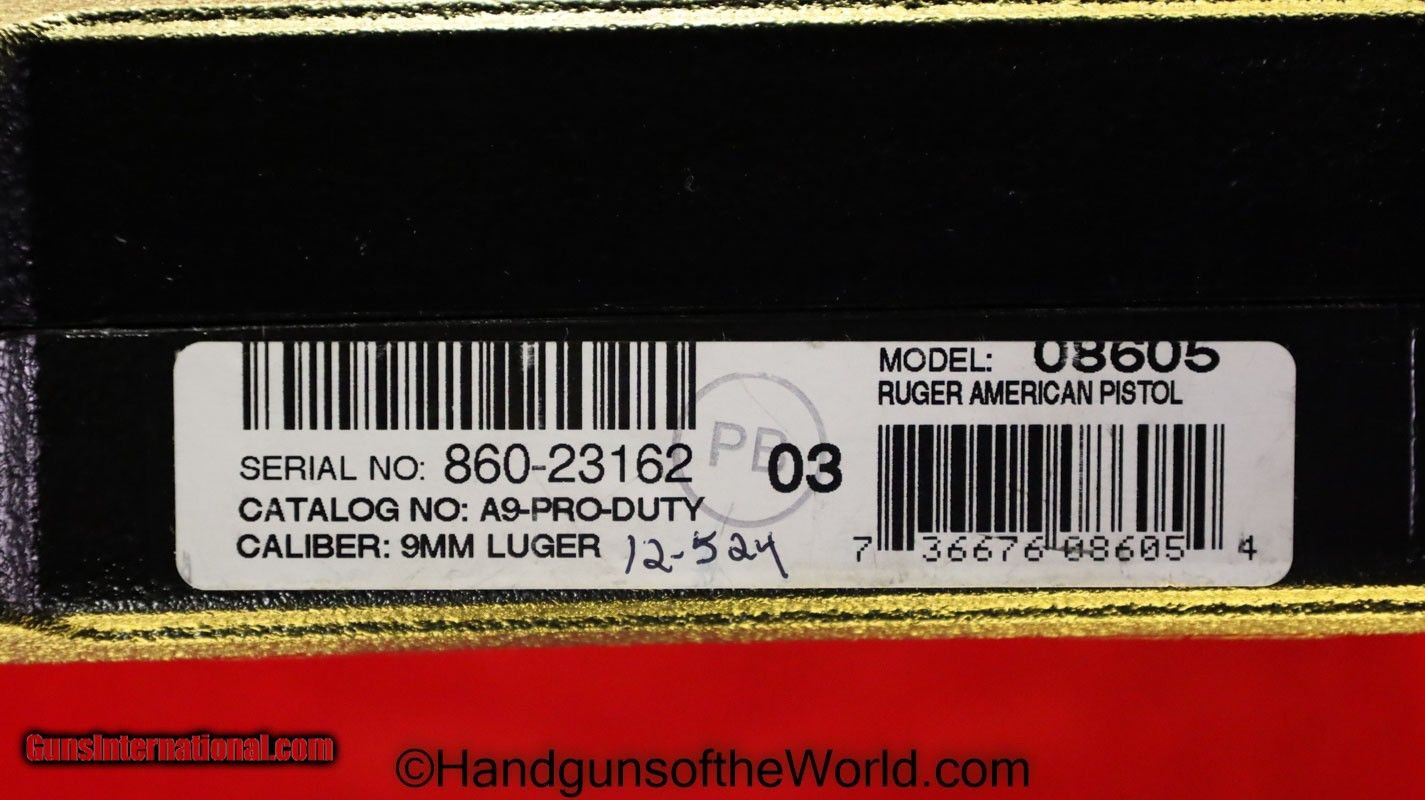 MODEL: 08605
RUGER AMERICAN PISTOL
SERIAL NO: 860-23162
PB
03
CATALOG NO: A9-PRO-DUTY
CALIBER: 9MM LUGER 12-524
7 36676 08605 4
GunsInternational.com
©HandgunsoftheWorld.com